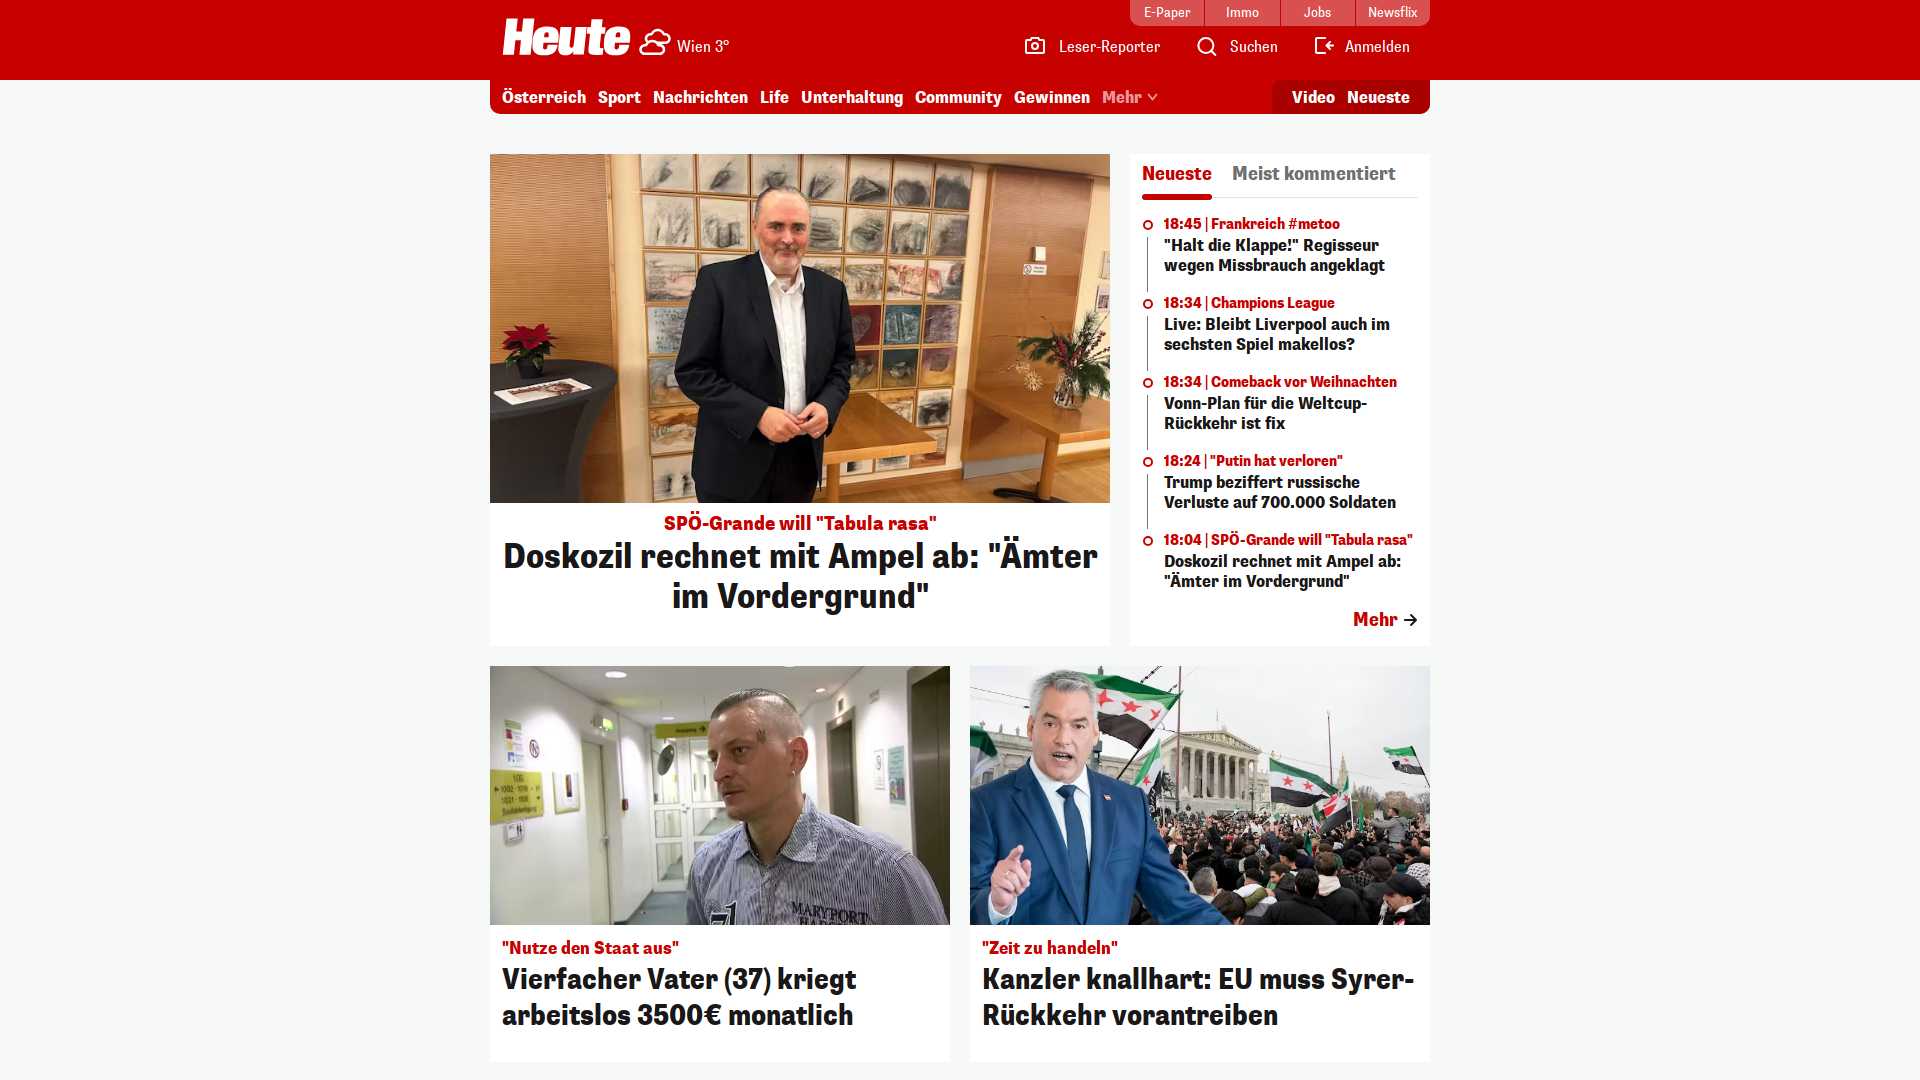 E-Paper
Immo
Jobs
Newsflix
Heute
Wien 3°
Leser-Reporter
Suchen
Anmelden
Österreich
Sport
Nachrichten
Life
Unterhaltung
Community
Gewinnen
Mehr
Video
Neueste
SPÖ-Grande will "Tabula rasa"
Doskozil rechnet mit Ampel ab: "Ämter
im Vordergrund"
Neueste
Meist kommentiert
18:45 | Frankreich #metoo
"Halt die Klappe!" Regisseur
wegen Missbrauch angeklagt
18:34 | Champions League
Live: Bleibt Liverpool auch im
sechsten Spiel makellos?
18:34 | Comeback vor Weihnachten
Vonn-Plan für die Weltcup-
Rückkehr ist fix
18:24 | "Putin hat verloren"
Trump beziffert russische
Verluste auf 700.000 Soldaten
18:04 | SPÖ-Grande will "Tabula rasa"
Doskozil rechnet mit Ampel ab:
"Ämter im Vordergrund"
Mehr
MARYPORT
"Nutze den Staat aus"
Vierfacher Vater (37) kriegt
arbeitslos 3500€ monatlich
"Zeit zu handeln"
Kanzler knallhart: EU muss Syrer-
Rückkehr vorantreiben